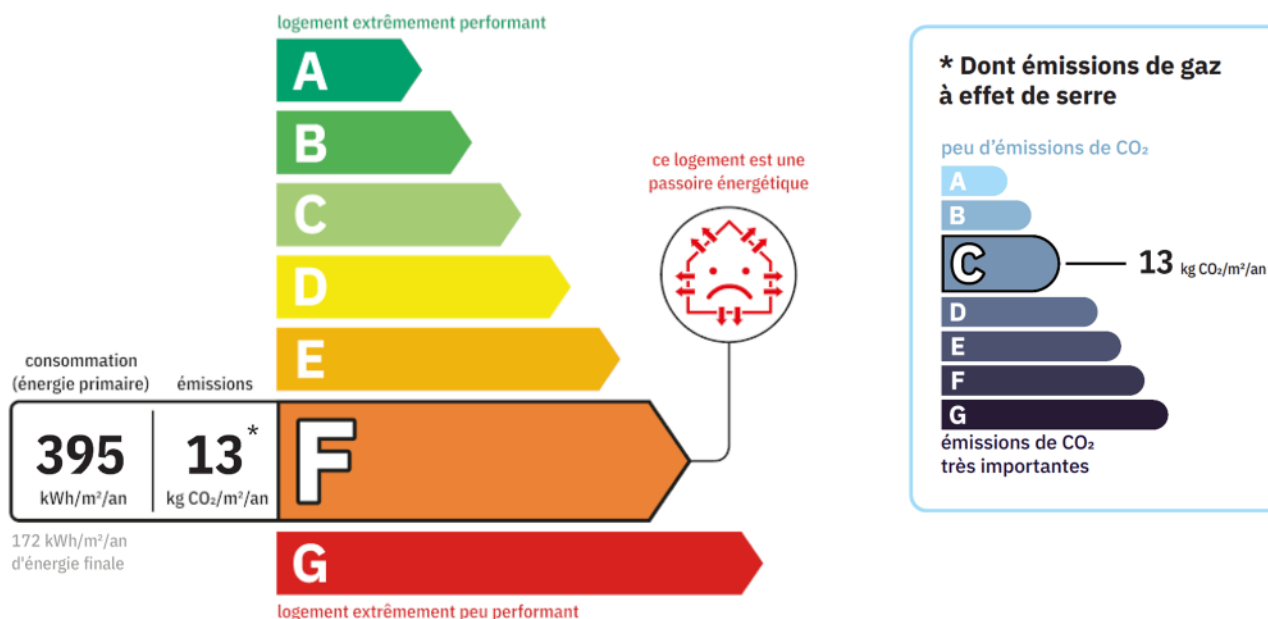 logement extrêmement performant
A
B
C
D
E
F
G
logement extrêmement peu performant
consommation
(énergie primaire)
émissions
395
kWh/m²/an
13*
kg CO₂/m²/an
172 kWh/m²/an
d'énergie finale
ce logement est une
passoire énergétique
* Dont émissions de gaz
à effet de serre
peu d’émissions de CO₂
A
B
C
13 kg CO₂/m²/an
D
E
F
G
émissions de CO₂
très importantes